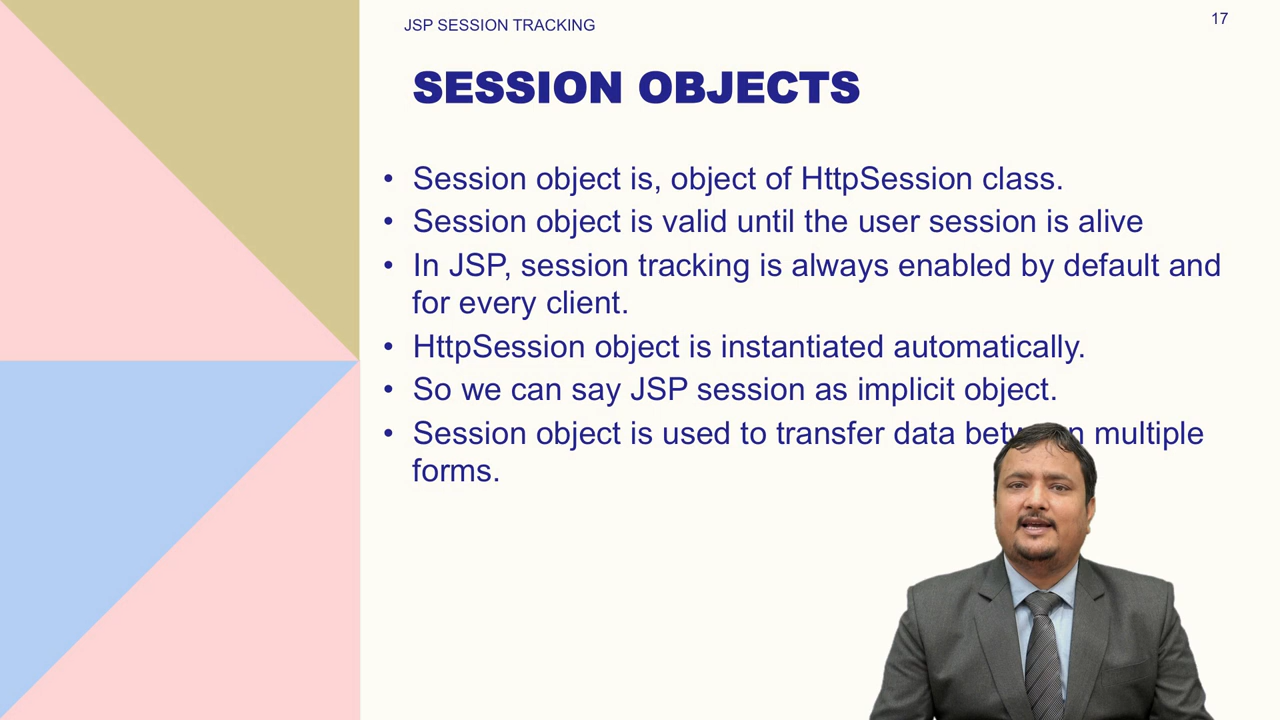 JSP SESSION TRACKING
17
SESSION OBJECTS
• Session object is, object of HttpSession class.
• Session object is valid until the user session is alive
• In JSP, session tracking is always enabled by default and
for every client.
• HttpSession object is instantiated automatically.
• So we can say JSP session as implicit object.
• Session object is used to transfer data between multiple
forms.